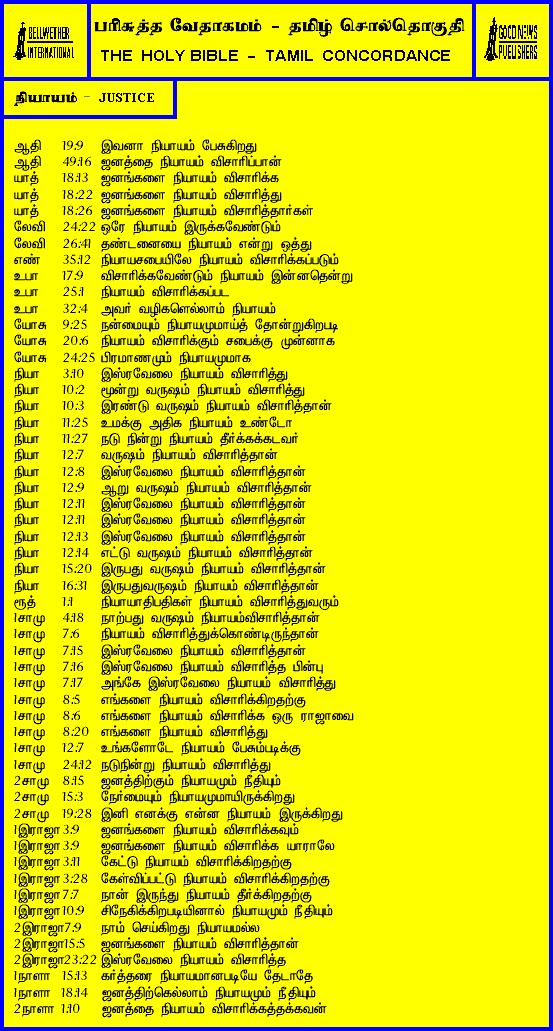 BELLWETHER
INTERNATIONAL
பரிசுத்த வேதாகமம் - தமிழ் சொல்தொகுதி
THE HOLY BIBLE - TAMIL CONCORDANCE
GOOD NEWS
PUBLISHERS
நியாயம் - JUSTICE
ஆதி 19:9 இவனா நியாயம் பேசுகிறது
ஆதி 49:16 ஜனத்தை நியாயம் விசாரிப்பான்
யாத் 18:13 ஜனங்களை நியாயம் விசாரிக்க
யாத் 18:22 ஜனங்களை நியாயம் விசாரித்து
யாத் 18:26 ஜனங்களை நியாயம் விசாரித்தார்கள்
லேவி 24:22 ஒரே நியாயம் இருக்கவேண்டும்
லேவி 26:41 தண்டனையை நியாயம் என்று ஒத்து
எண் 35:12 நியாயசபையிலே நியாயம் விசாரிக்கப்படும்
உபா 17:9 விசாரிக்கவேண்டும் நியாயம் இன்னதென்று
உபா 25:1 நியாயம் விசாரிக்கப்பட
உபா 32:4 அவர் வழிகளெல்லாம் நியாயம்
யோசு 9:25 நன்மையும் நியாயமுமாய்த் தோன்றுகிறபடி
யோசு 20:6 நியாயம் விசாரிக்கும் சபைக்கு முன்னாக
யோசு 24:25 பிரமாணமும் நியாயமுமாக
நியா 3:10 இஸ்ரவேலை நியாயம் விசாரித்து
நியா 10:2 மூன்று வருஷம் நியாயம் விசாரித்து
நியா 10:3 இரண்டு வருஷம் நியாயம் விசாரித்தான்
நியா 11:25 உமக்கு அதிக நியாயம் உண்டோ
நியா 11:27 நடு நின்று நியாயம் தீர்க்கக்கடவர்
நியா 12:7 வருஷம் நியாயம் விசாரித்தான்
நியா 12:8 இஸ்ரவேலை நியாயம் விசாரித்தான்
நியா 12:9 ஆறு வருஷம் நியாயம் விசாரித்தான்
நியா 12:11 இஸ்ரவேலை நியாயம் விசாரித்தான்
நியா 12:11 இஸ்ரவேலை நியாயம் விசாரித்தான்
நியா 12:13 இஸ்ரவேலை நியாயம் விசாரித்தான்
நியா 12:14 எட்டு வருஷம் நியாயம் விசாரித்தான்
நியா 15:20 இருபது வருஷம் நியாயம் விசாரித்தான்
நியா 16:31 இருபதுவருஷம் நியாயம் விசாரித்தான்
ரூத் 1:1 நியாயாதிபதிகள் நியாயம் விசாரித்துவரும்
1சாமு 4:18 நாற்பது வருஷம் நியாயம்விசாரித்தான்
1சாமு 7:6 நியாயம் விசாரித்துக்கொண்டிருந்தான்
1சாமு 7:15 இஸ்ரவேலை நியாயம் விசாரித்தான்
1சாமு 7:16 இஸ்ரவேலை நியாயம் விசாரித்த பின்பு
1சாமு 7:17 அங்கே இஸ்ரவேலை நியாயம் விசாரித்து
1சாமு 8:5 எங்களை நியாயம் விசாரிக்கிறதற்கு
1சாமு 8:6 எங்களை நியாயம் விசாரிக்க ஒரு ராஜாவை
1சாமு 8:20 எங்களை நியாயம் விசாரித்து
1சாமு 12:7 உங்களோடே நியாயம் பேசும்படிக்கு
1சாமு 24:12 நடுநின்று நியாயம் விசாரித்து
2சாமு 8:15 ஜனத்திற்கும் நியாயமும் நீதியும்
2சாமு 15:3 நேர்மையும் நியாயமுமாயிருக்கிறது
2சாமு 19:28 இனி எனக்கு என்ன நியாயம் இருக்கிறது
1இராஜா 3:9 ஜனங்களை நியாயம் விசாரிக்கவும்
1இராஜா 3:9 ஜனங்களை நியாயம் விசாரிக்க யாராலே
1இராஜா 3:11 கேட்டு நியாயம் விசாரிக்கிறதற்கு
1இராஜா 3:28 கேள்விப்பட்டு நியாயம் விசாரிக்கிறதற்கு
1இராஜா 7:7 நான் இருந்து நியாயம் தீர்க்கிறதற்கு
1இராஜா 10:9 சிநேகிக்கிறபடியினால் நியாயமும் நீதியும்
2இராஜா 7:9 நாம் செய்கிறது நியாயமல்ல
2இராஜா 15:5 ஜனங்களை நியாயம் விசாரித்தான்
2இராஜா 23:22 இஸ்ரவேலை நியாயம் விசாரித்த
1நாளா 15:13 கர்த்தரை நியாயமானபடியே தேடாதே
1நாளா 18:14 ஜனத்திற்கெல்லாம் நியாயமும் நீதியும்
2நாளா 1:10 ஜனத்தை நியாயம் விசாரிக்கத்தக்கவன்